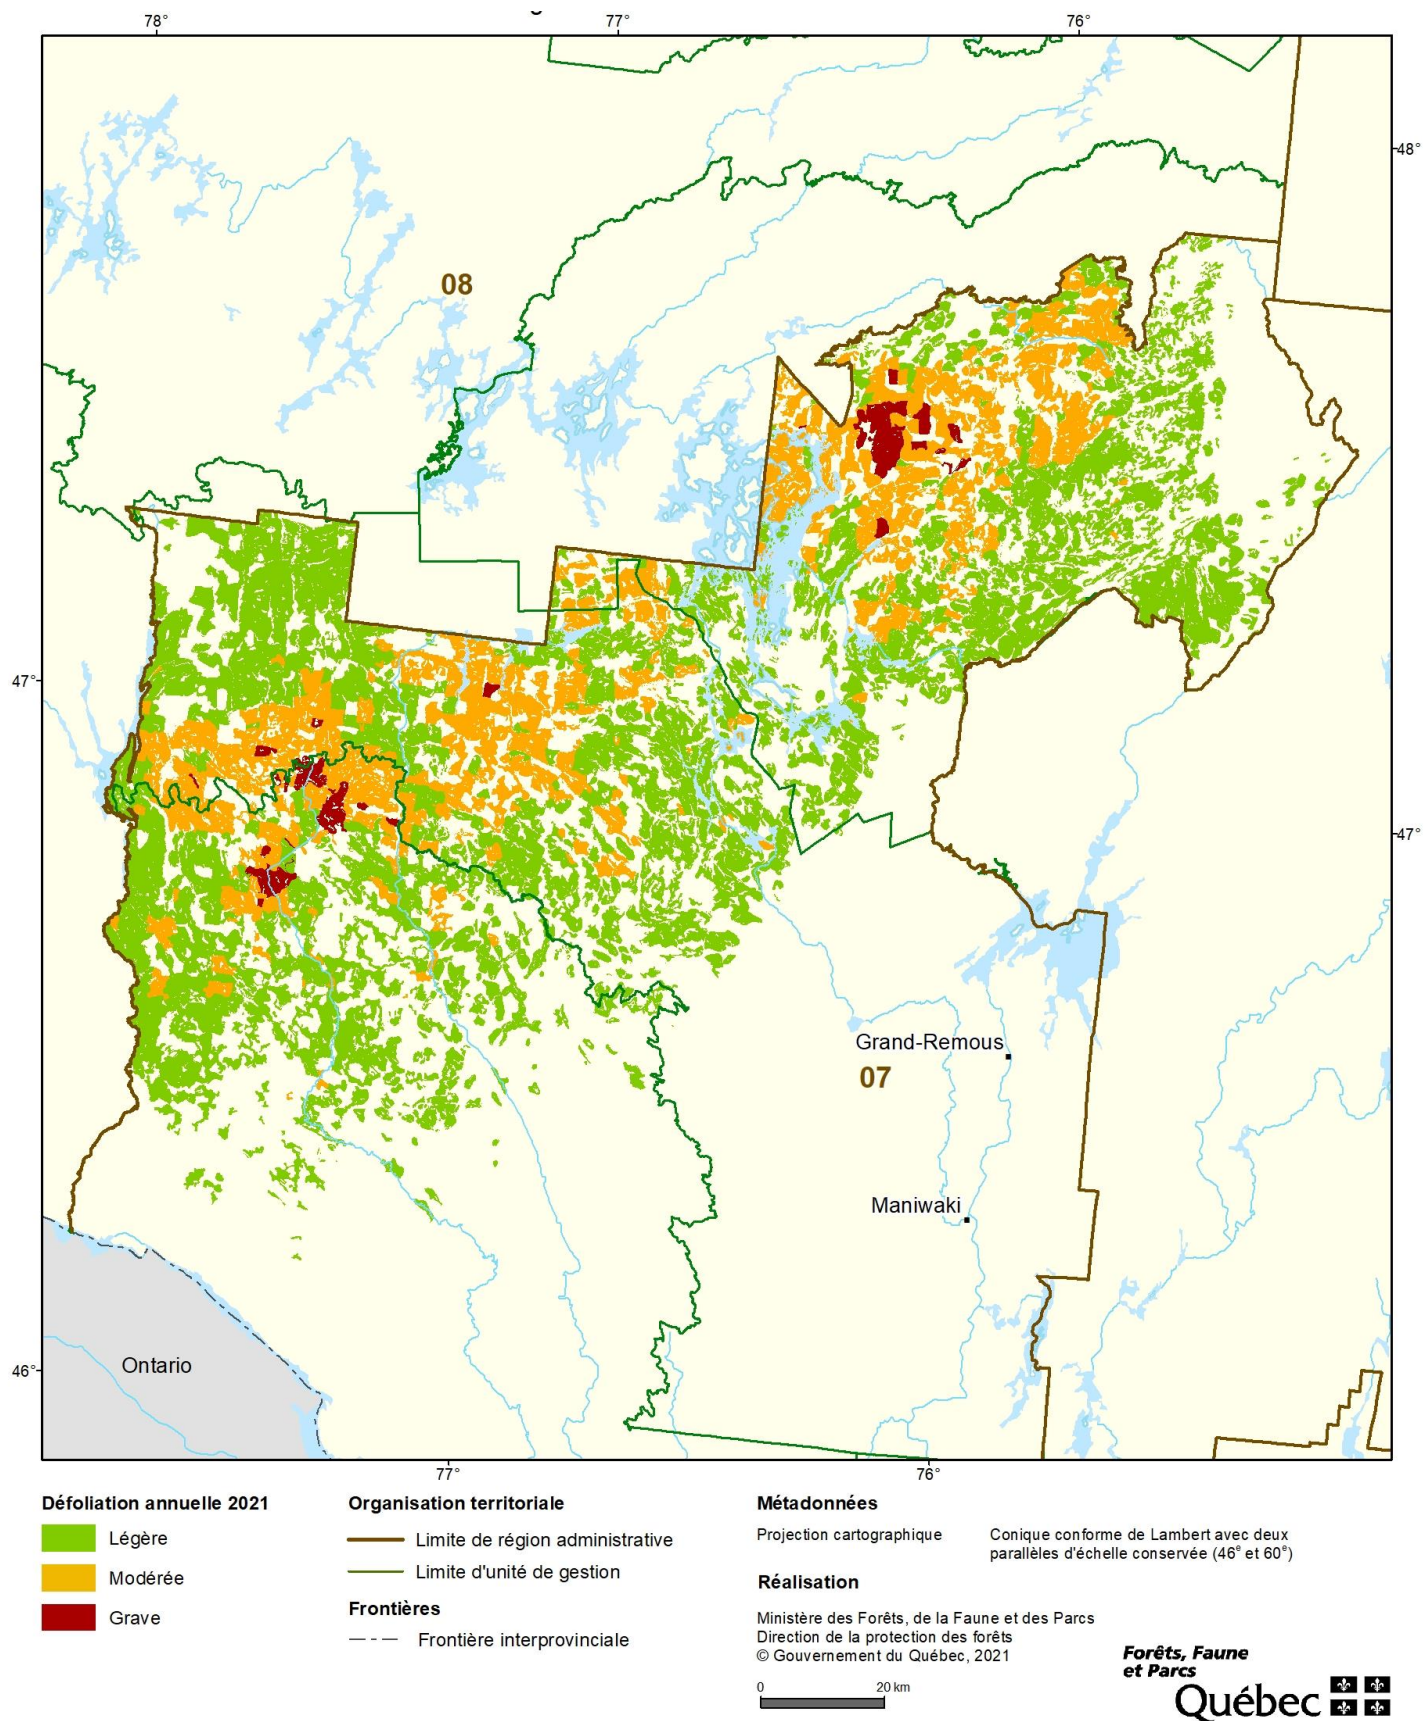 78°
77°
76°
48°
08
47°
47°
Grand-Remous
07
Maniwaki
Ontario
46°
77°
76°
Défoliation annuelle 2021
Légère
Modérée
Grave
Organisation territoriale
Limite de région administrative
Limite d'unité de gestion
Frontières
Frontière interprovinciale
Métadonnées
Projection cartographique
Conique conforme de Lambert avec deux
parallèles d'échelle conservée (46e et 60e)
Réalisation
Ministère des Forêts, de la Faune et des Parcs
Direction de la protection des forêts
© Gouvernement du Québec, 2021
0 20 km
Forêts, Faune
et Parcs
Québec